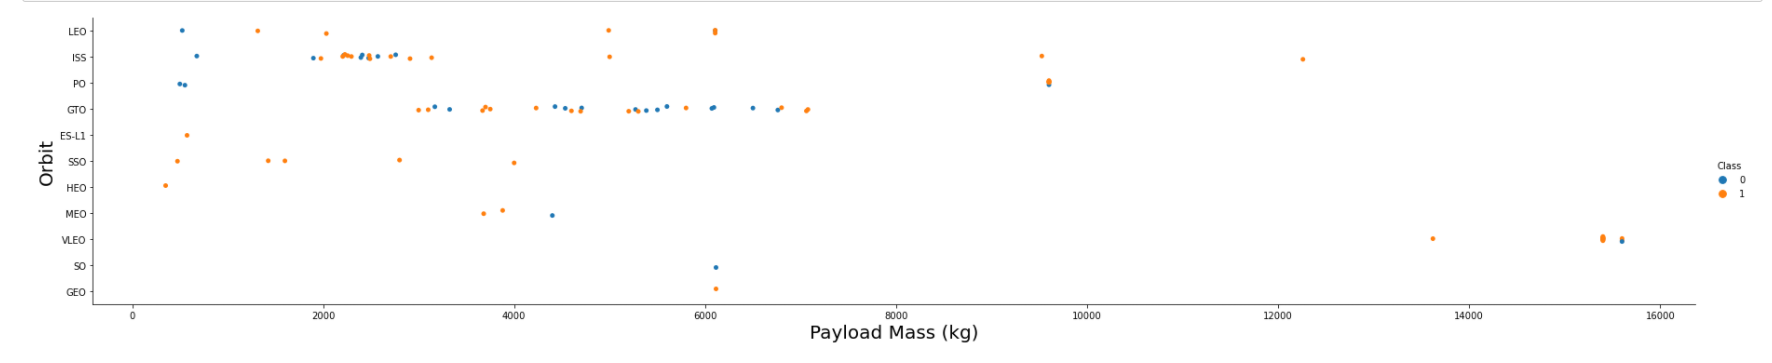 LEO
ISS
PO
GTO
ES-L1
SSO
HEO
MEO
VLEO
SO
GEO
Orbit
0 2000 4000 6000 8000 10000 12000 14000 16000
Payload Mass (kg)
Class
0
1